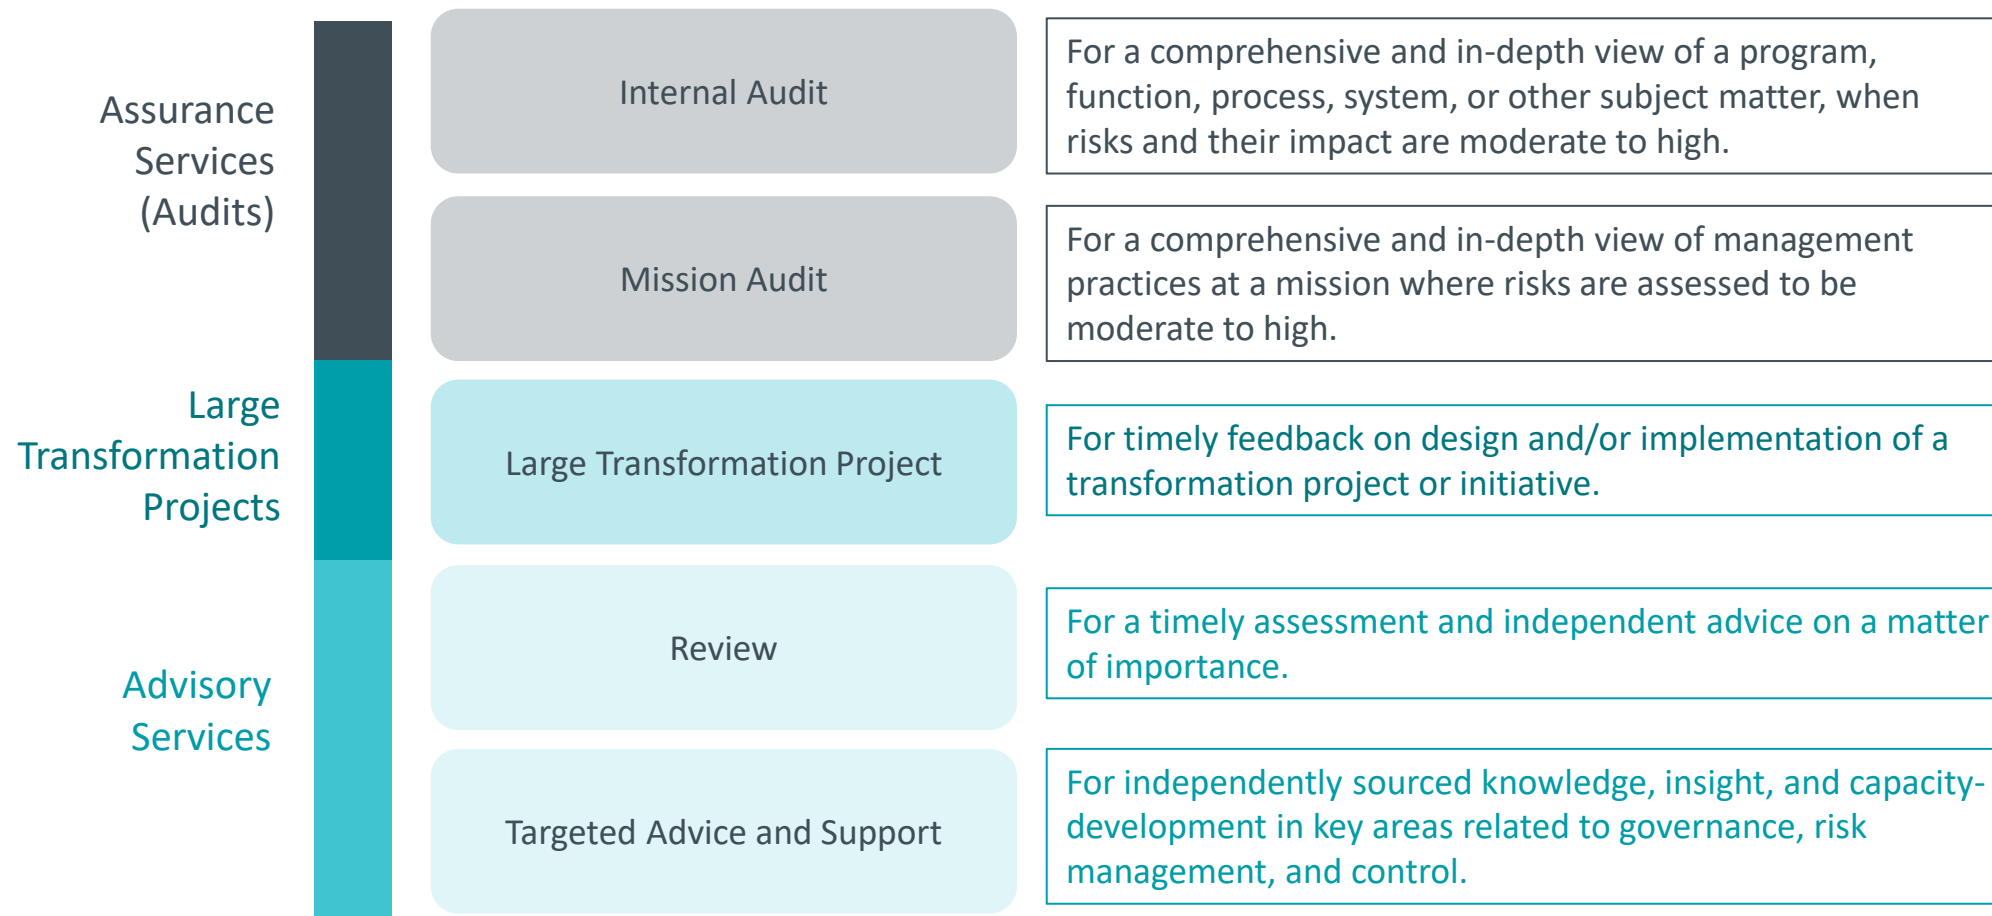 Assurance
Services
(Audits)
Internal Audit
For a comprehensive and in-depth view of a program,
function, process, system, or other subject matter, when
risks and their impact are moderate to high.
Mission Audit
For a comprehensive and in-depth view of management
practices at a mission where risks are assessed to be
moderate to high.
Large
Transformation
Projects
Large Transformation Project
For timely feedback on design and/or implementation of a
transformation project or initiative.
Advisory
Services
Review
For a timely assessment and independent advice on a matter
of importance.
Targeted Advice and Support
For independently sourced knowledge, insight, and capacity-
development in key areas related to governance, risk
management, and control.